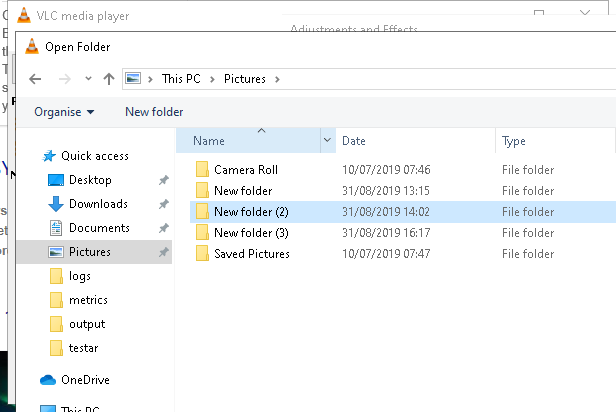 VLC media player
Adjustments and Effects
Open Folder
This PC > Pictures >
Organise New folder
Name Date Type
Quick access
Desktop
Downloads
Documents
Pictures
logs
metrics
output
testar
OneDrive
This PC
Camera Roll 10/07/2019 07:46 File folder
New folder 31/08/2019 13:15 File folder
New folder (2) 31/08/2019 14:02 File folder
New folder (3) 31/08/2019 16:17 File folder
Saved Pictures 10/07/2019 07:47 File folder